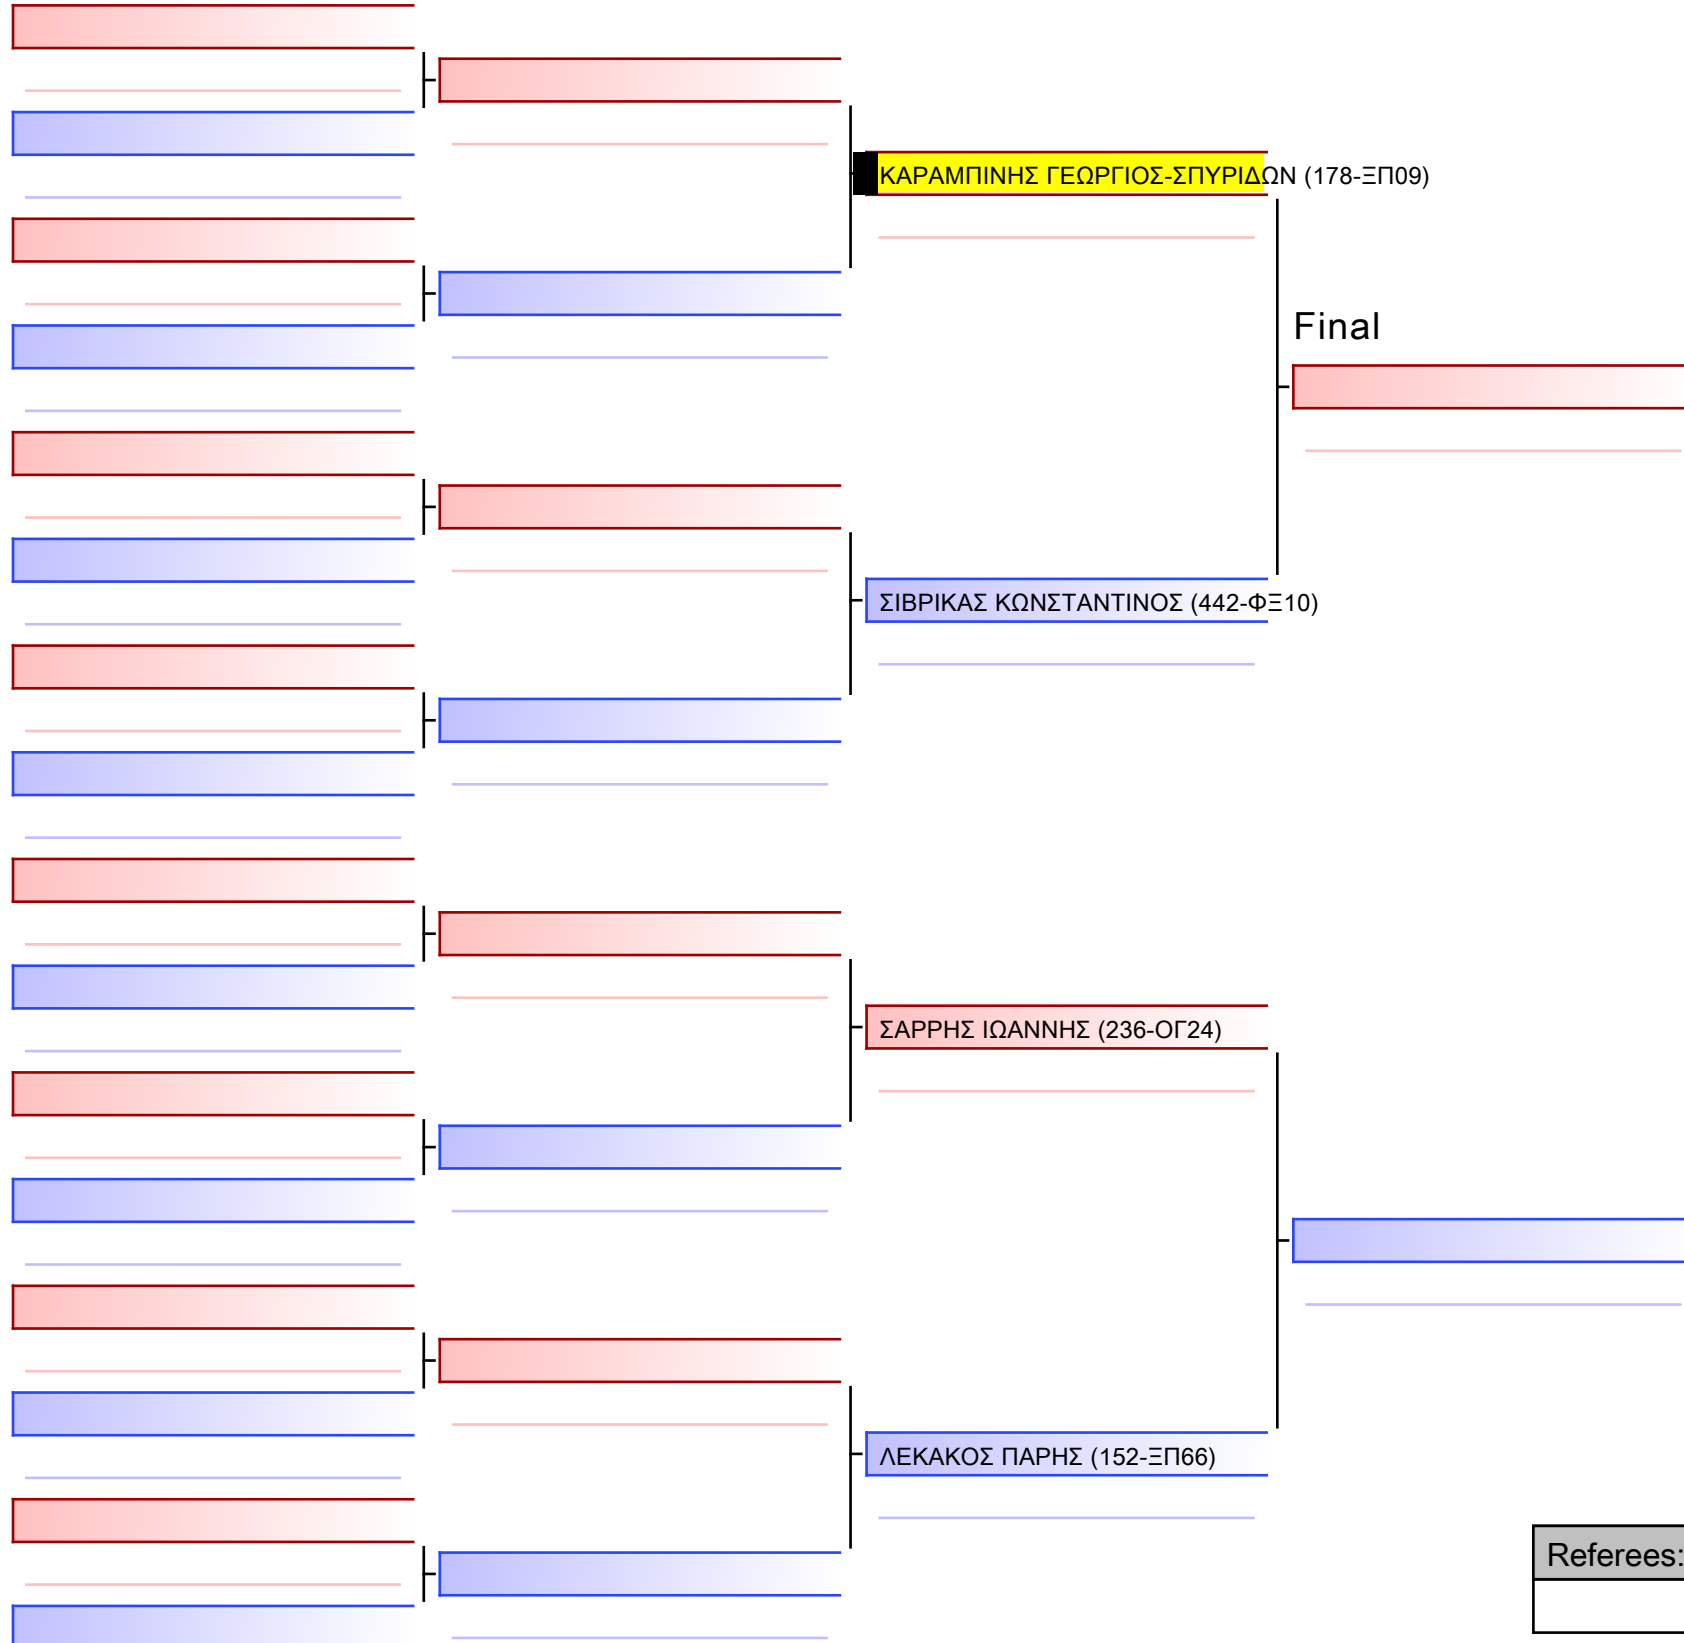 ΚΑΡΑΜΠΙΝΗΣ ΓΕΩΡΓΙΟΣ-ΣΠΥΡΙΔΩΝ (178-ΞΠ09)
Final
ΣΙΒΡΙΚΑΣ ΚΩΝΣΤΑΝΤΙΝΟΣ (442-ΦΞ10)
ΣΑΡΡΗΣ ΙΩΑΝΝΗΣ (236-ΟΓ24)
ΛΕΚΑΚΟΣ ΠΑΡΗΣ (152-ΞΠ66)
Referees: